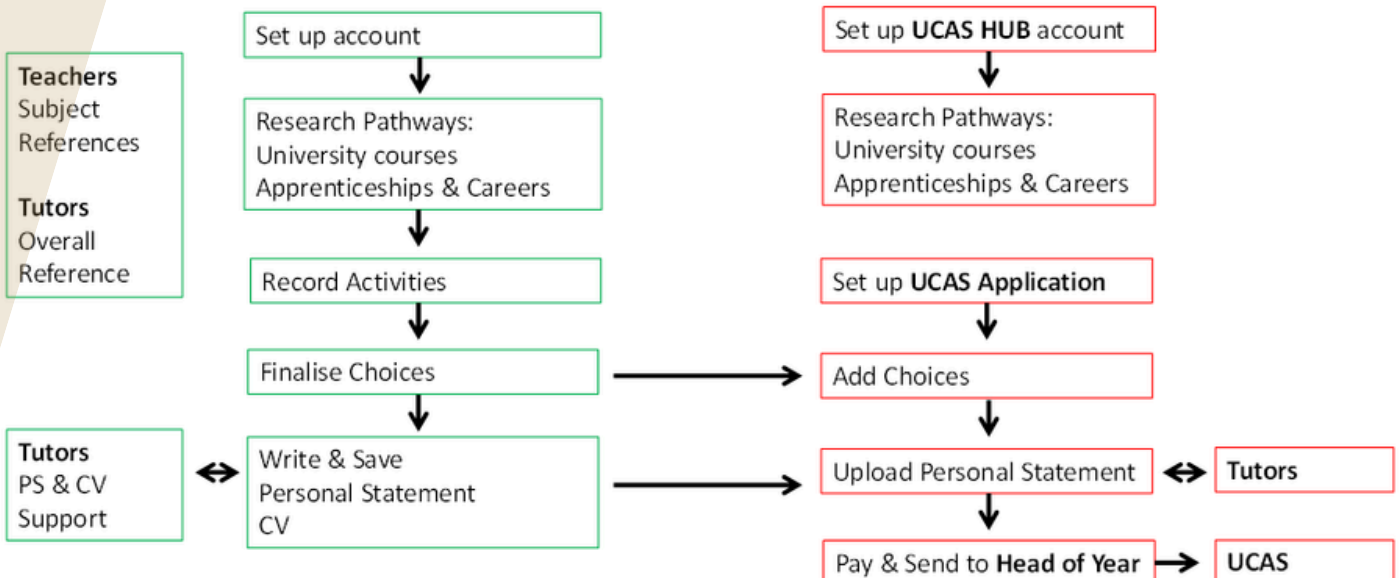 Teachers
Subject
References
Tutors
Overall
Reference
Tutors
PS & CV
Support
Set up account
Research Pathways:
University courses
Apprenticeships & Careers
Record Activities
Finalise Choices
Write & Save
Personal Statement
CV
Set up UCAS HUB account
Research Pathways:
University courses
Apprenticeships & Careers
Set up UCAS Application
Add Choices
Upload Personal Statement
Pay & Send to Head of Year
Tutors
UCAS